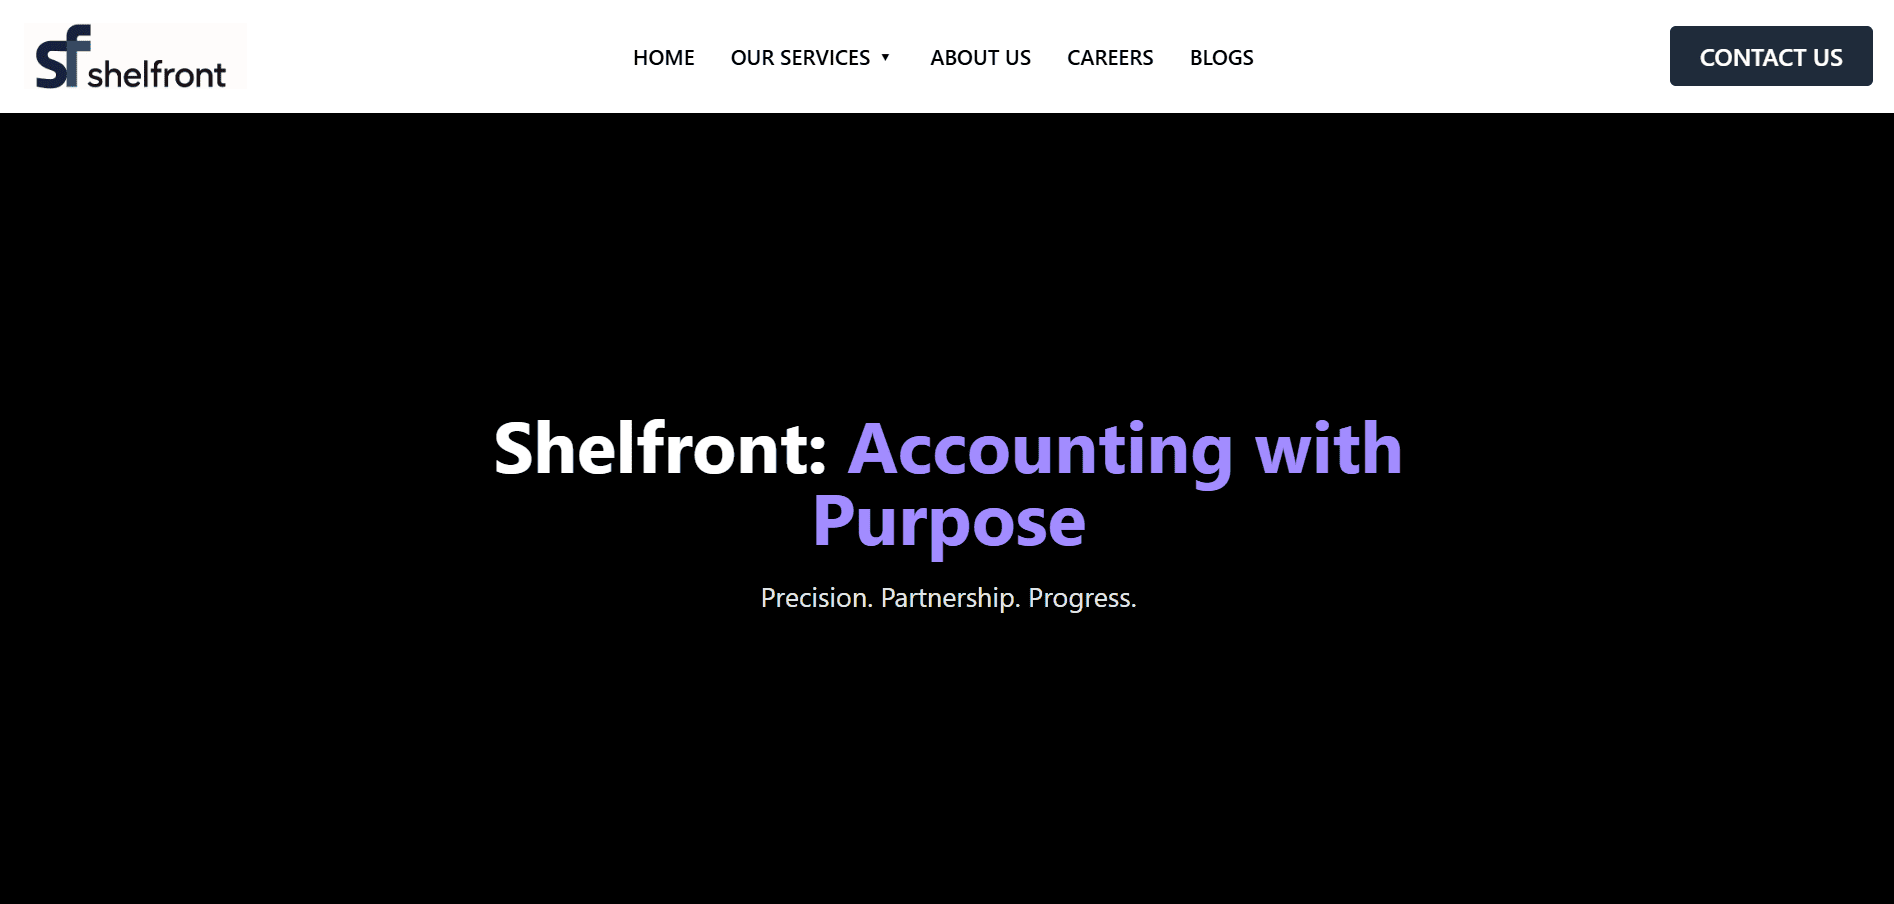 sf shelfront
HOME
OUR SERVICES ▼
ABOUT US
CAREERS
BLOGS
CONTACT US
Shelfront: Accounting with
Purpose
Precision. Partnership. Progress.